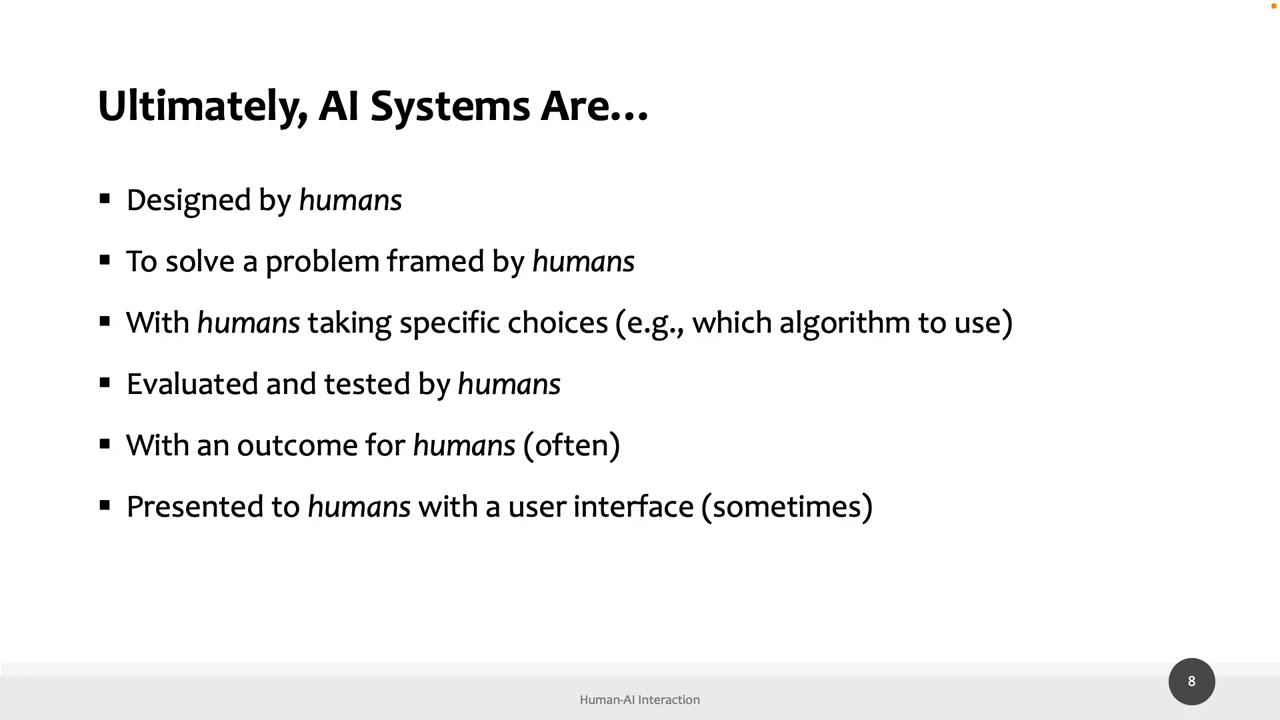 Ultimately, AI Systems Are...
▪ Designed by humans
▪ To solve a problem framed by humans
▪ With humans taking specific choices (e.g., which algorithm to use)
▪ Evaluated and tested by humans
▪ With an outcome for humans (often)
▪ Presented to humans with a user interface (sometimes)
8
Human-AI Interaction